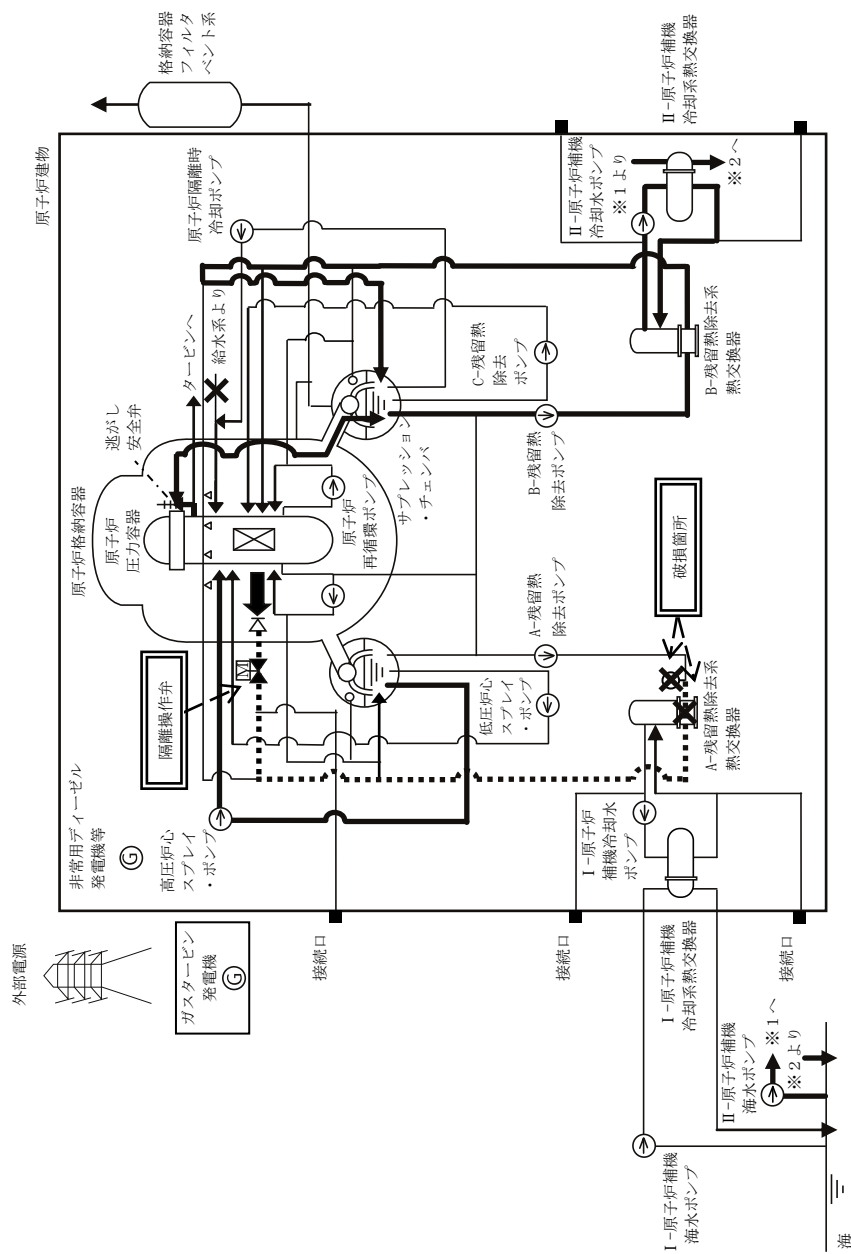 格納容器
フィルタ
ベント系
原子炉建物
Ⅱ-原子炉補機
冷却系熱交換器
原子炉隔離時
冷却ポンプ
Ⅱ-原子炉補機
冷却水ポンプ
※1より
※2へ
タービンへ
給水系より
逃がし
安全弁
C-残留熱
除去
ポンプ
B-残留熱除去系
熱交換器
原子炉格納容器
原子炉
圧力容器
原子炉
再循環ポンプ
サプレッション
・チェンバ
B-残留熱
除去ポンプ
破損箇所
A-残留熱
除去ポンプ
隔離操作弁
M
低圧炉心
スプレイ
・ポンプ
A-残留熱除去系
熱交換器
非常用ディーゼル
発電機等
G
高圧炉心
スプレイ
・ポンプ
Ⅰ-原子炉
補機冷却水
ポンプ
外部電源
ガスタービン
発電機
G
接続口
接続口
Ⅰ-原子炉補機
冷却系熱交換器
接続口
Ⅱ-原子炉補機
海水ポンプ
※1へ
※2より
Ⅰ-原子炉補機
海水ポンプ
海